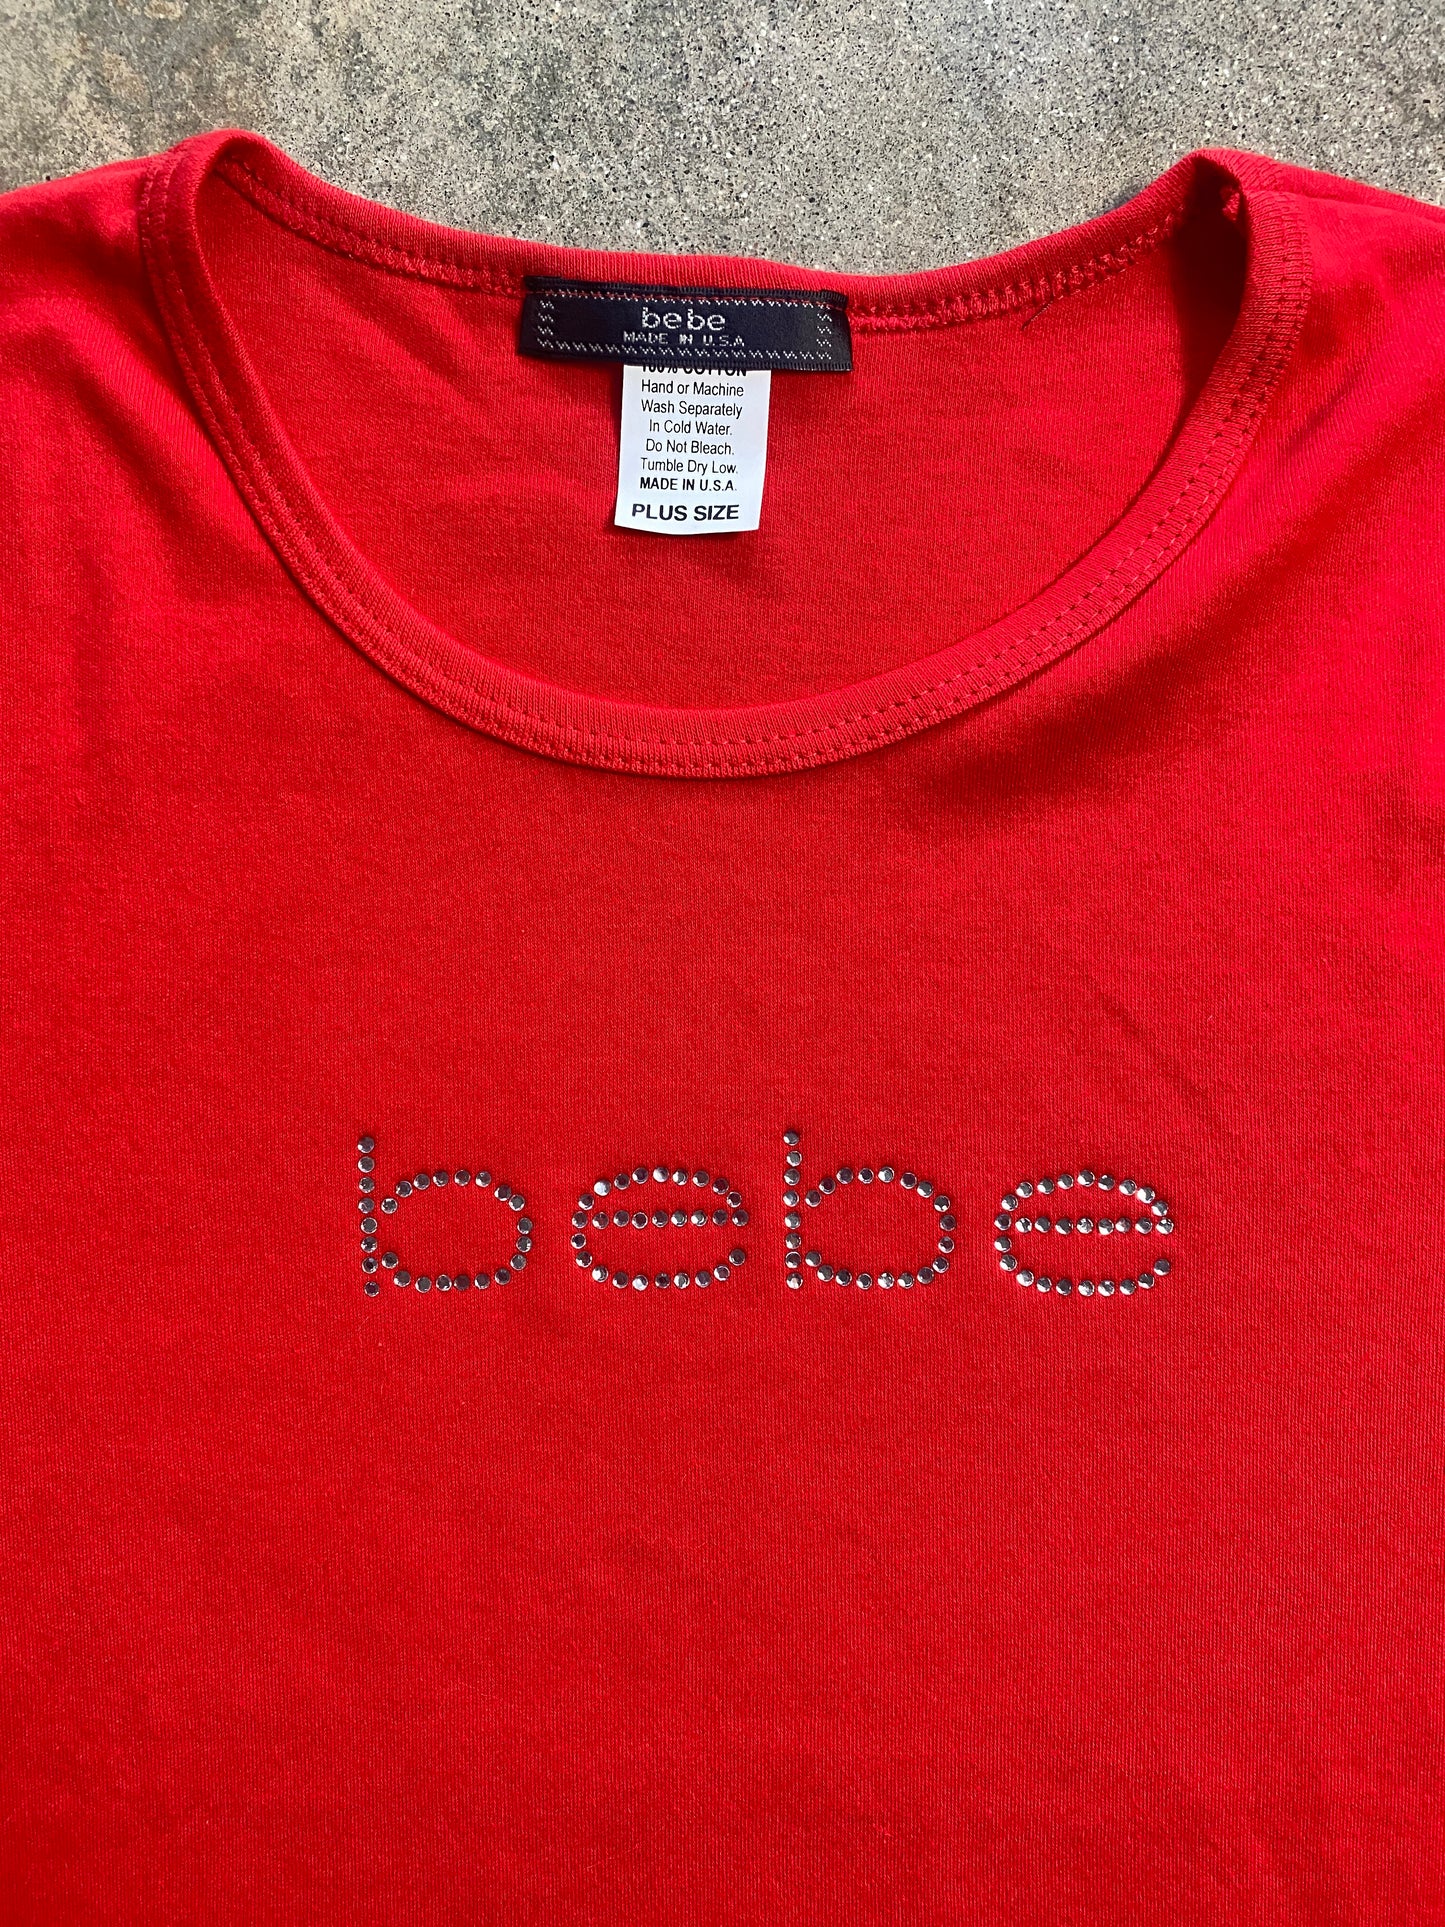 bebe
MADE IN U.S.A
100% COTTON
Hand or Machine
Wash Separately
In Cold Water.
Do Not Bleach.
Tumble Dry Low.
MADE IN U.S.A.
PLUS SIZE
bebe